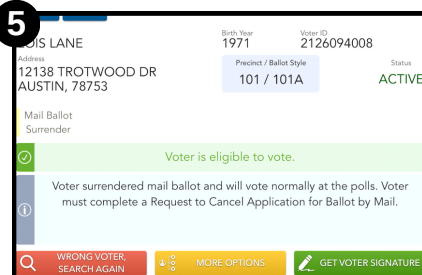 5
OIS LANE
Birth Year
1971
Voter ID
2126094008
Address
12138 TROTWOOD DR
AUSTIN, 78753
Precinct / Ballot Style
101 / 101A
Status
ACTIVE
Mail Ballot
Surrender
Voter is eligible to vote.
Voter surrendered mail ballot and will vote normally at the polls. Voter
must complete a Request to Cancel Application for Ballot by Mail.
WRONG VOTER,
SEARCH AGAIN
MORE OPTIONS
GET VOTER SIGNATURE